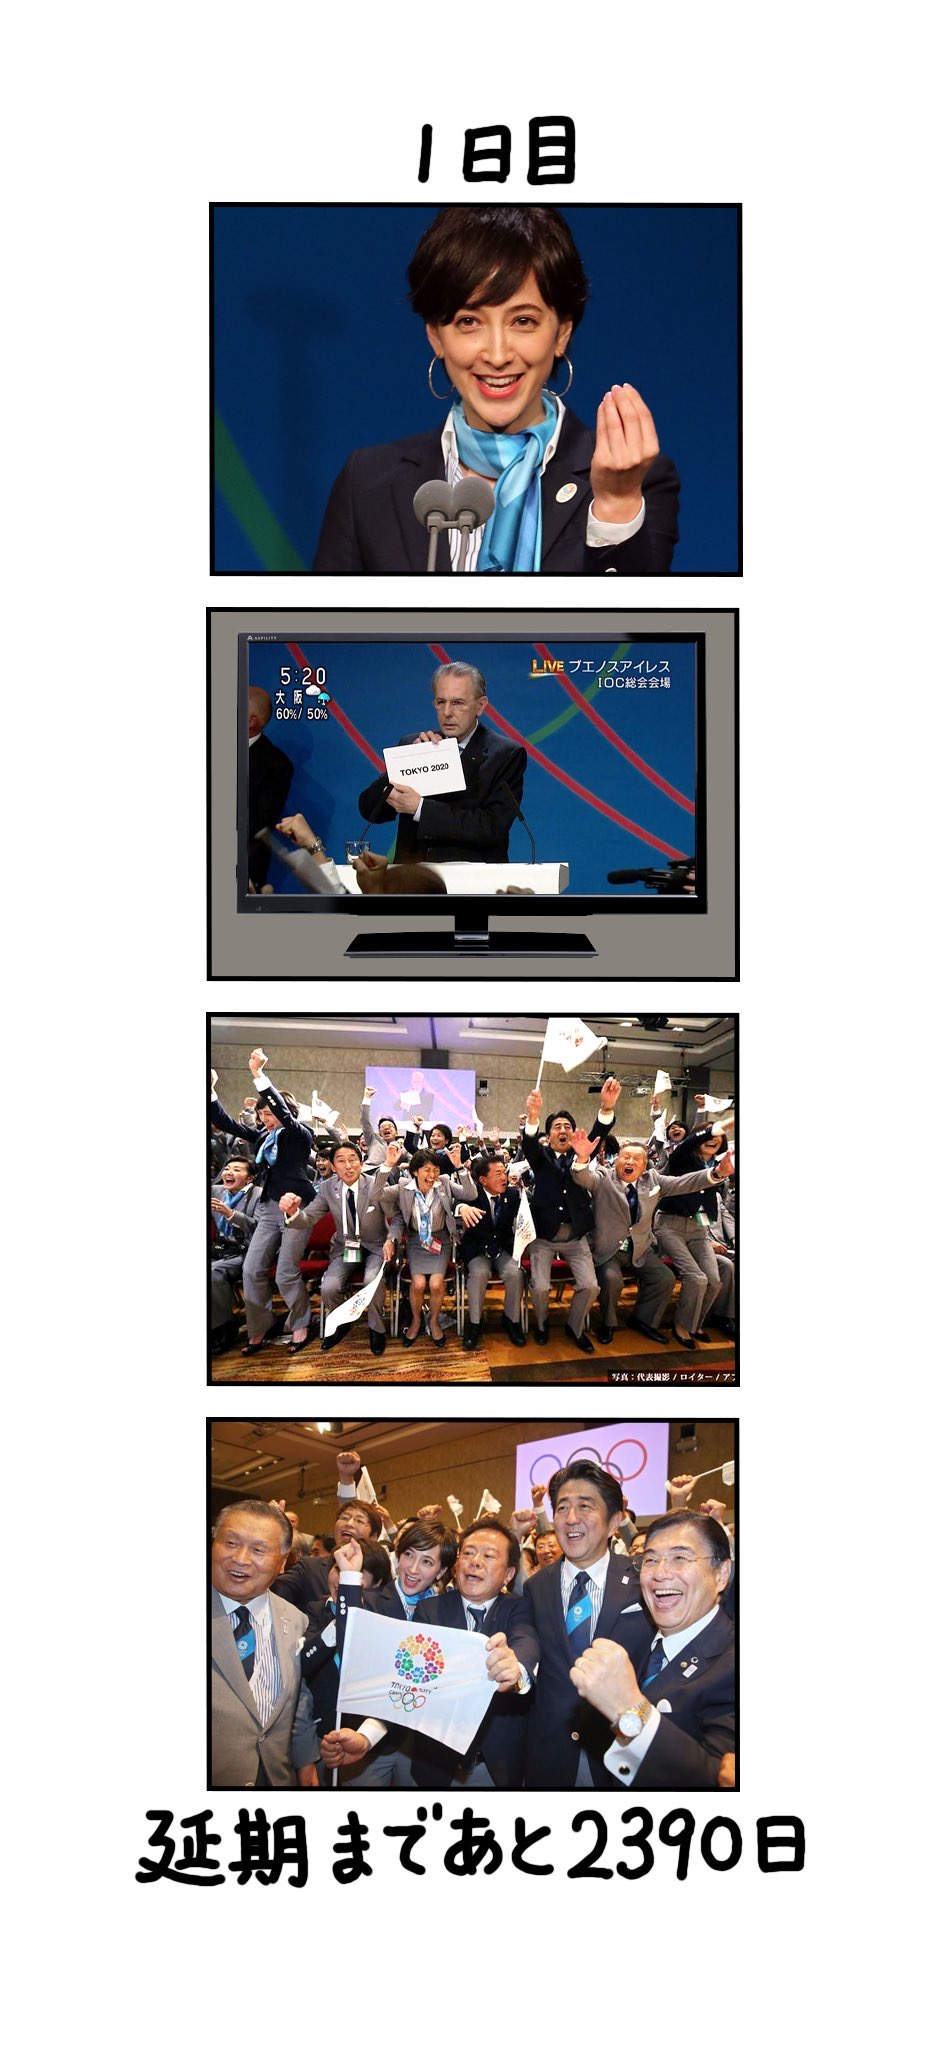 1日目
ASPILITY
5:20
大阪
60%/ 50%
LIVE ブエノスアイレス
IOC総会会場
TOKYO 2020
写真:代表撮影 / ロイター / アフ
TOKYO
延期まであと2390日